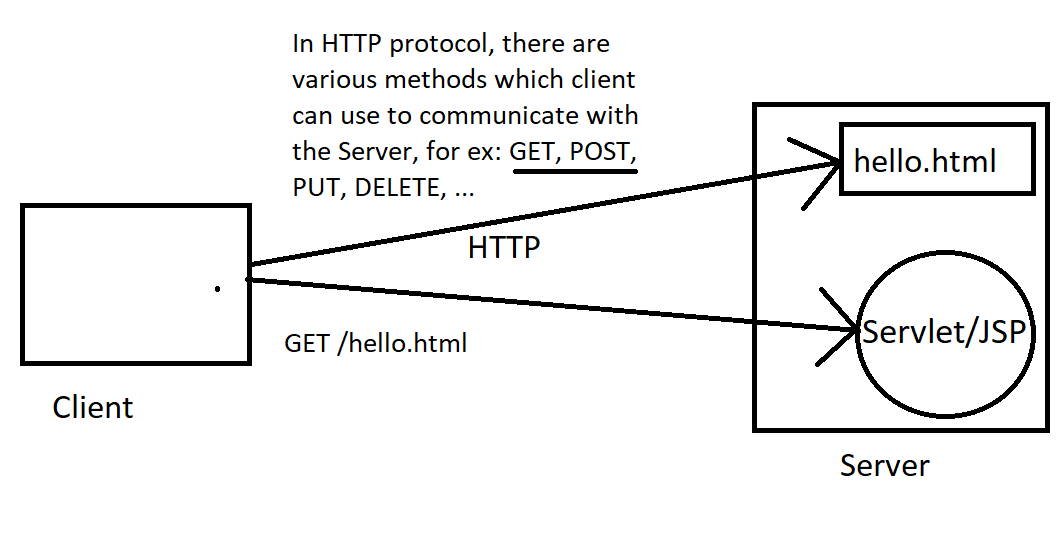 In HTTP protocol, there are
various methods which client
can use to communicate with
the Server, for ex: GET, POST,
PUT, DELETE, ...
hello.html
HTTP
Servlet/JSP
GET /hello.html
Client
Server